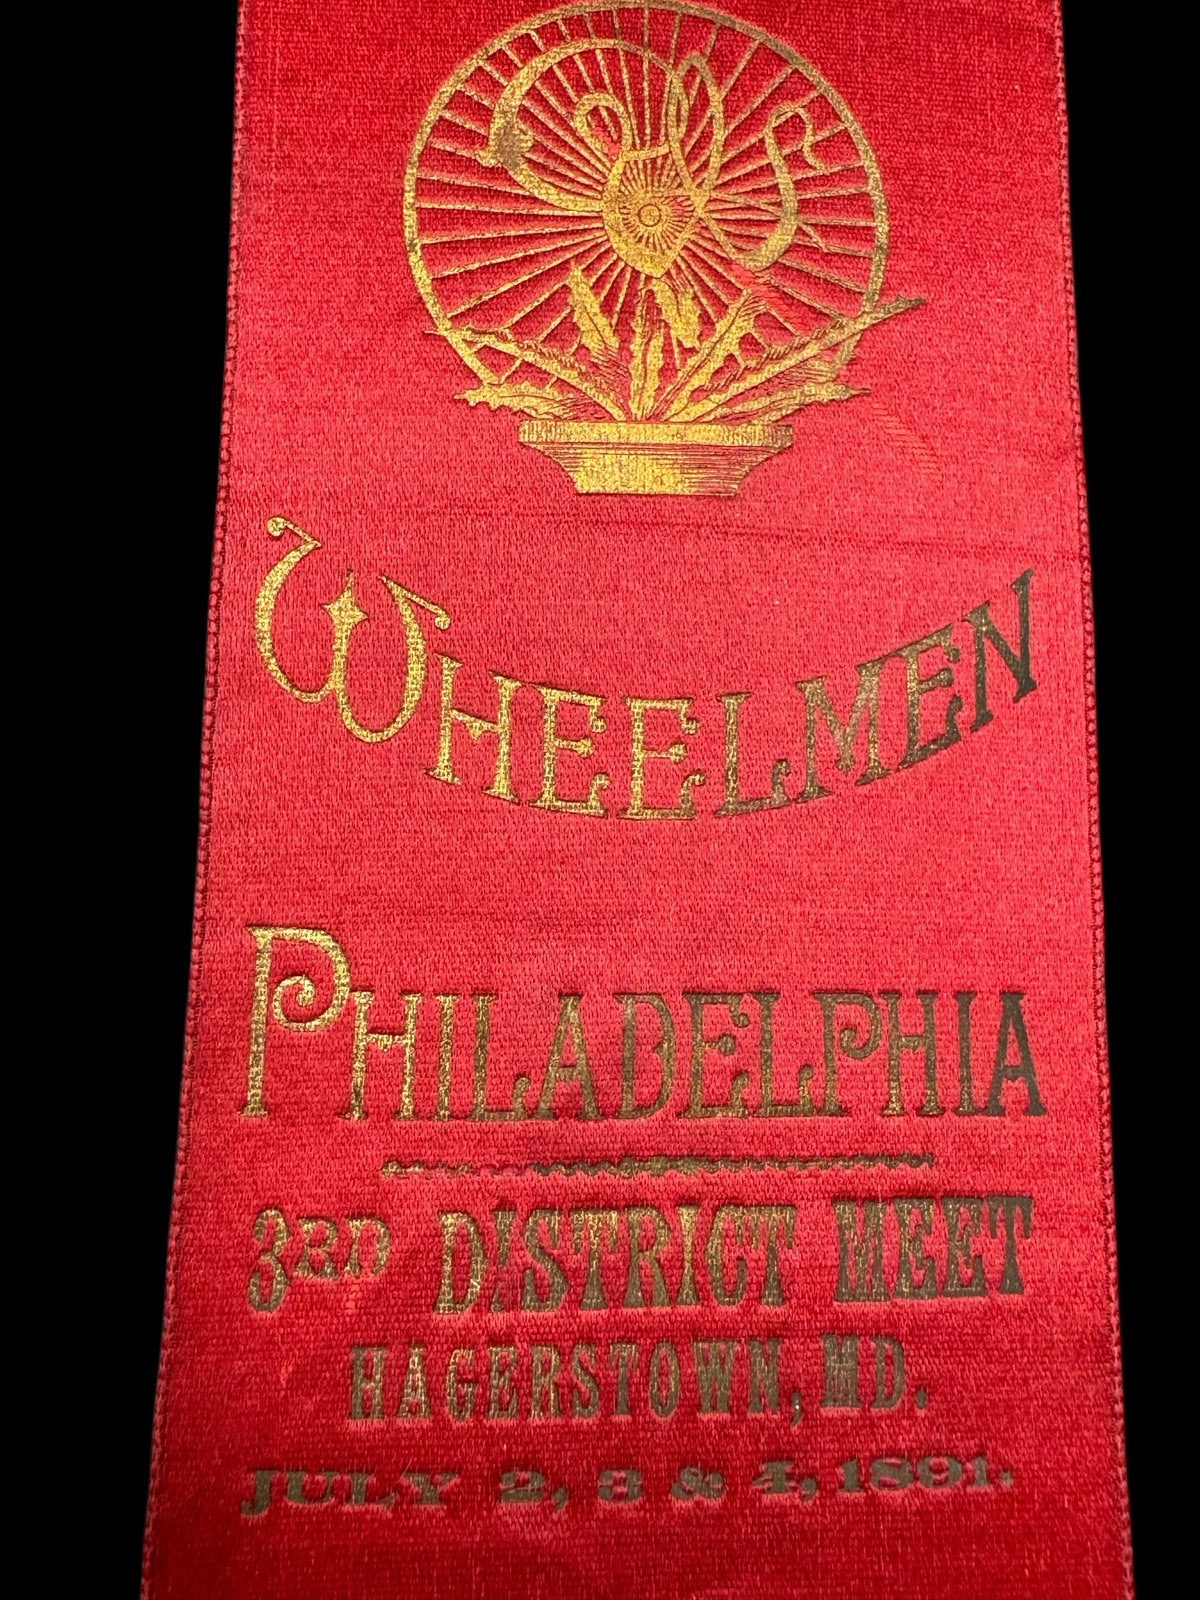 WHEELMEN
PHILADELPHIA
3RD DISTRICT MEET
HAGERSTOWN, MD.
JULY 2, 3 & 4, 1891.